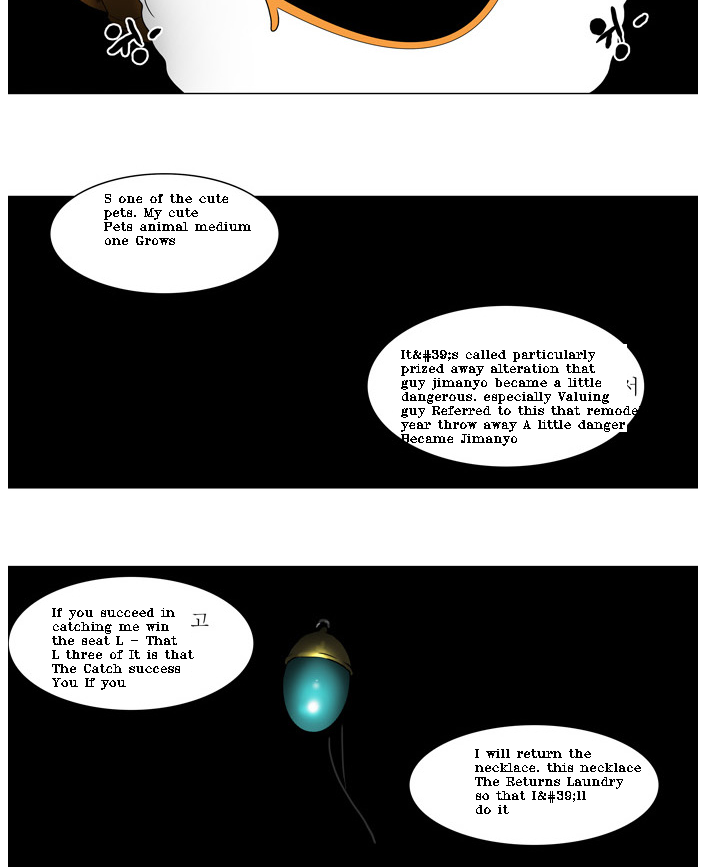 S one of the cute
pets. My cute
Pets animal medium
one Grows
It&#39;s called particularly
prized away alteration that
guy jimanyo became a little
dangerous. especially Valuing
guy Referred to this that remode
year throw away A little danger
Became Jimanyo
서
If you succeed in
catching me win
the seat L - That
L three of It is that
The Catch success
You If you
고
I will return the
necklace. this necklace
The Returns Laundry
so that I&#39;ll
do it